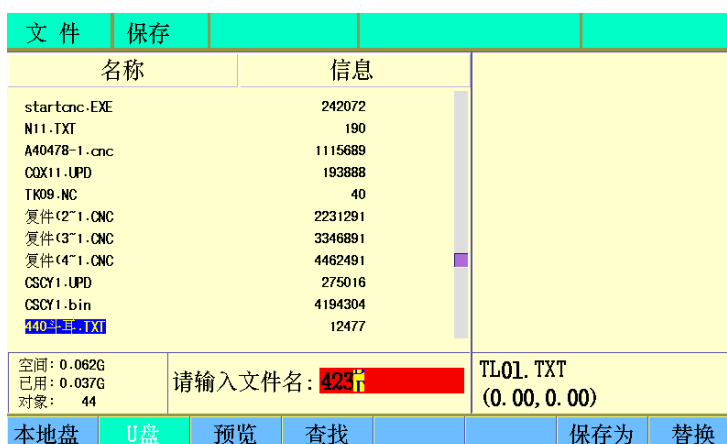 文 件 保存
名称 信息
startcnc.EXE 242072
N11.TXT 190
A40478-1.cnc 1115689
CQX11.UPD 193888
TK09.NC 40
复件(2~1.CNC 2231291
复件(3~1.CNC 3346891
复件(4~1.CNC 4462491
CSCY1.UPD 275016
CSCY1.bin 4194304
440斗耳.TXT 12477
空间:0.062G
已用:0.037G
对象: 44
请输入文件名:423
TL01.TXT
(0.00,0.00)
本地盘 U盘 预览 查找 保存为 替换